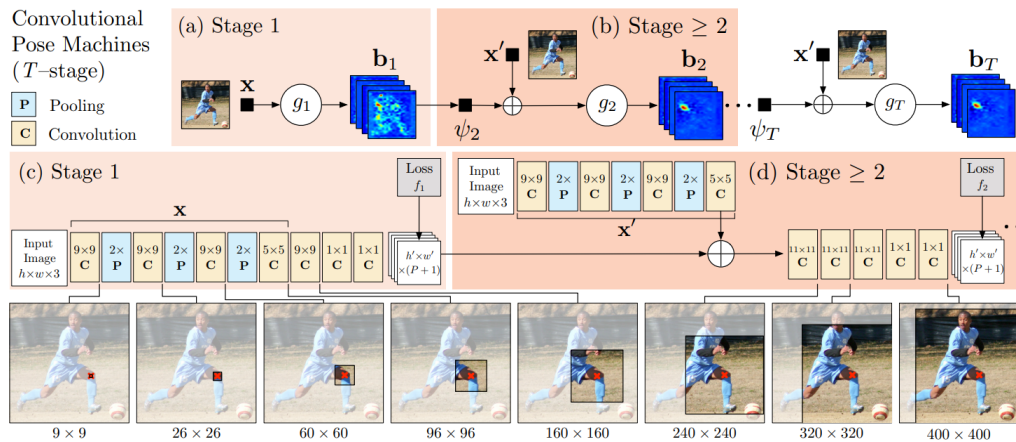 Convolutional
Pose Machines
(T–stage)
P Pooling
C Convolution
(a) Stage 1
x
g₁
b₁
(b) Stage ≥ 2
x′
ψ₂
g₂
b₂
x′
ψ_T
g_T
b_T
(c) Stage 1
Loss
f₁
x
Input
Image
h×w×3
9×9
C
2×
P
9×9
C
2×
P
9×9
C
2×
P
5×5
C
9×9
C
1×1
C
1×1
C
h′×w′
×(P+1)
(d) Stage ≥ 2
Input
Image
h×w×3
9×9
C
2×
P
9×9
C
2×
P
9×9
C
2×
P
5×5
C
x′
Loss
f₂
11×11
C
11×11
C
11×11
C
1×1
C
1×1
C
h′×w′
×(P+1)
9 × 9
26 × 26
60 × 60
96 × 96
160 × 160
240 × 240
320 × 320
400 × 400